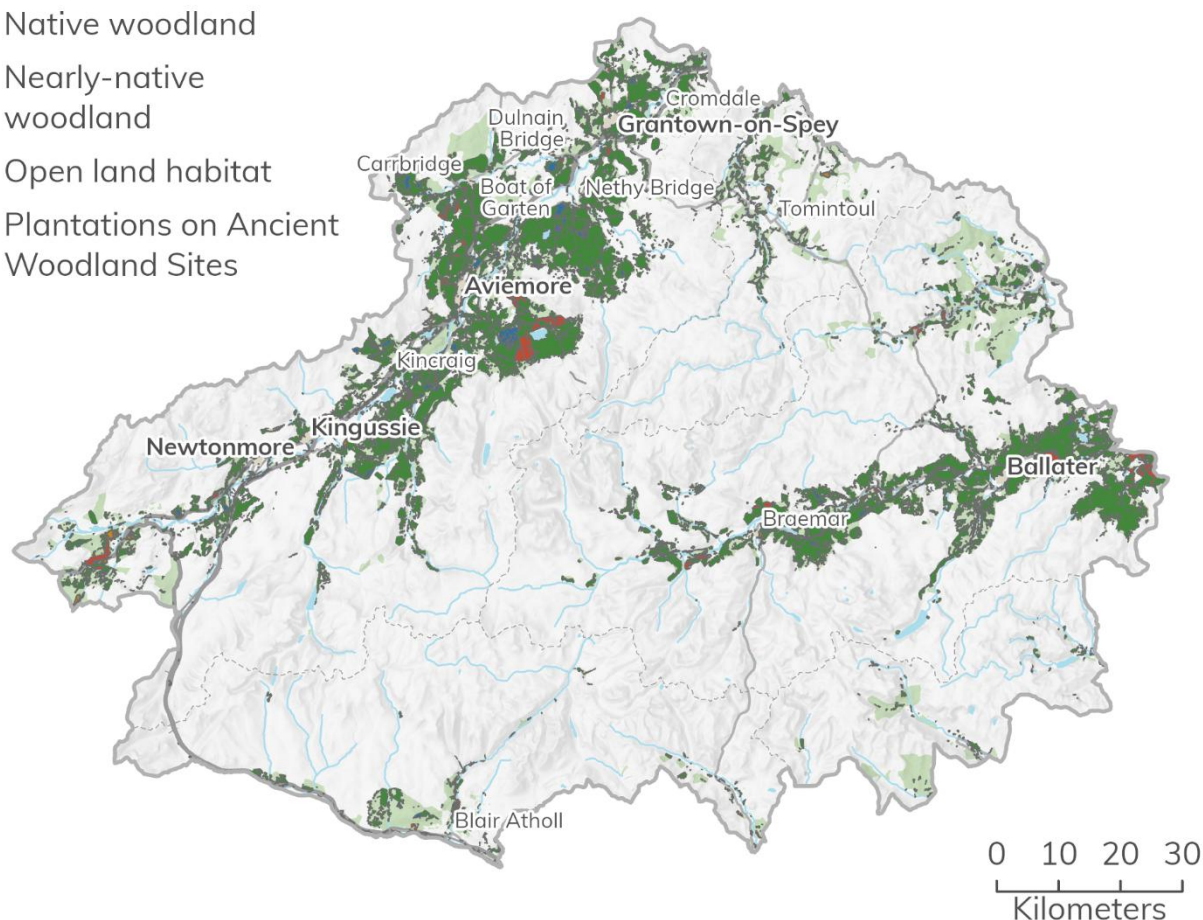 Native woodland
Nearly-native
woodland
Open land habitat
Plantations on Ancient
Woodland Sites
Cromdale
Dulnain
Bridge
Grantown-on-Spey
Carrbridge
Boat of
Garten
Nethy Bridge
Tomintoul
Aviemore
Kincraig
Kingussie
Newtonmore
Ballater
Braemar
Blair Atholl
0 10 20 30
Kilometers